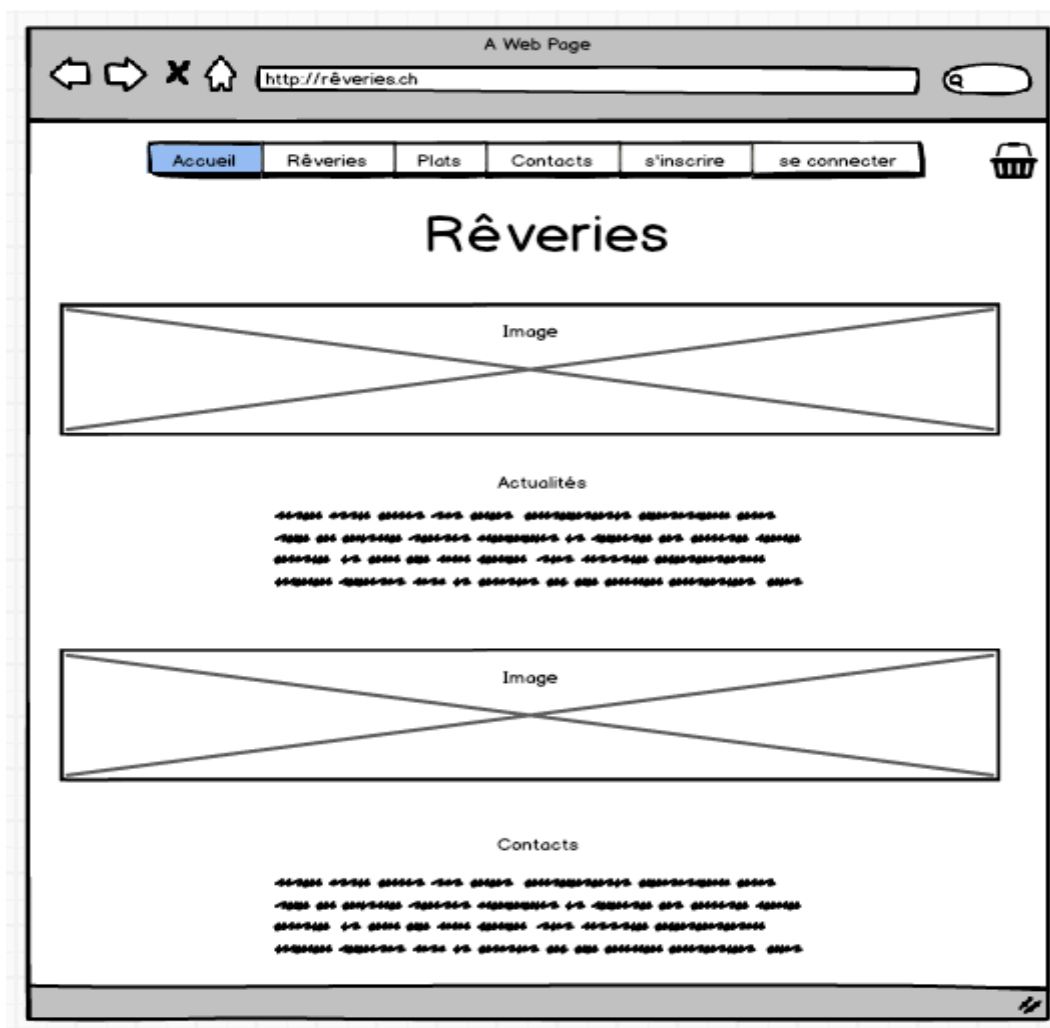 A Web Page
http://rêveries.ch
Accueil Rêveries Plats Contacts s'inscrire se connecter
Rêveries
Image
Actualités
Image
Contacts